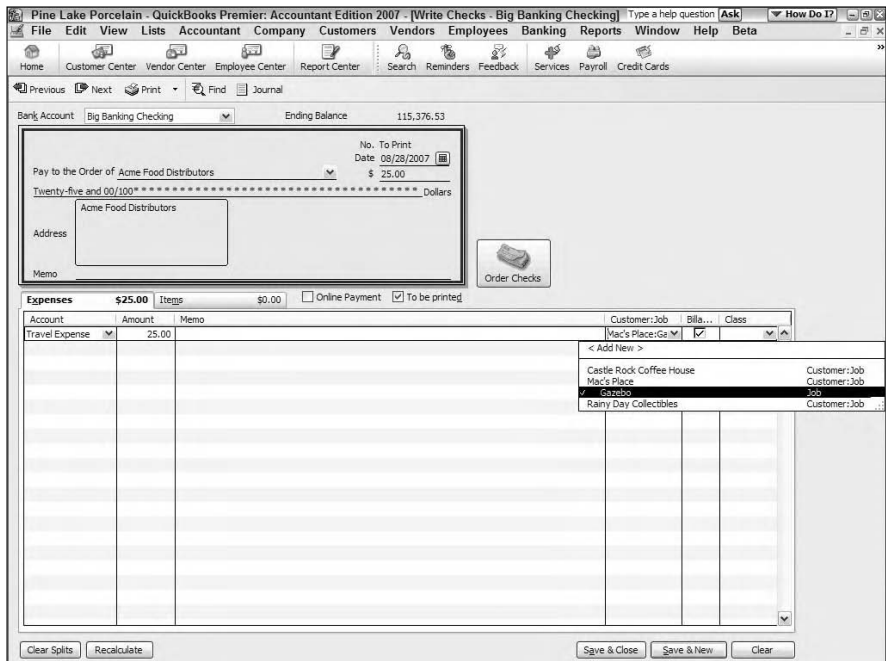 Pine Lake Porcelain - QuickBooks Premier: Accountant Edition 2007 - [Write Checks - Big Banking Checking] Type a help question Ask How Do I?
File Edit View Lists Accountant Company Customers Vendors Employees Banking Reports Window Help Beta
Home Customer Center Vendor Center Employee Center Report Center Search Reminders Feedback Services Payroll Credit Cards
Previous Next Print Find Journal
Bank Account Big Banking Checking Ending Balance 115,376.53
No. To Print
Date 08/28/2007
Pay to the Order of Acme Food Distributors $ 25.00
Twenty-five and 00/100* * * * * * * * * * * * * * * * * * * * * * * * * * * * * * * * * * * * * * * * * Dollars
Acme Food Distributors
Address
Memo
Order Checks
Expenses $25.00 Items $0.00 Online Payment To be printed
Account Amount Memo Customer:Job Billa... Class
Travel Expense 25.00 Mac's Place:Ga
< Add New >
Castle Rock Coffee House Customer:Job
Mac's Place Customer:Job
Gazebo Job
Rainy Day Collectibles Customer:Job
Clear Splits Recalculate Save & Close Save & New Clear